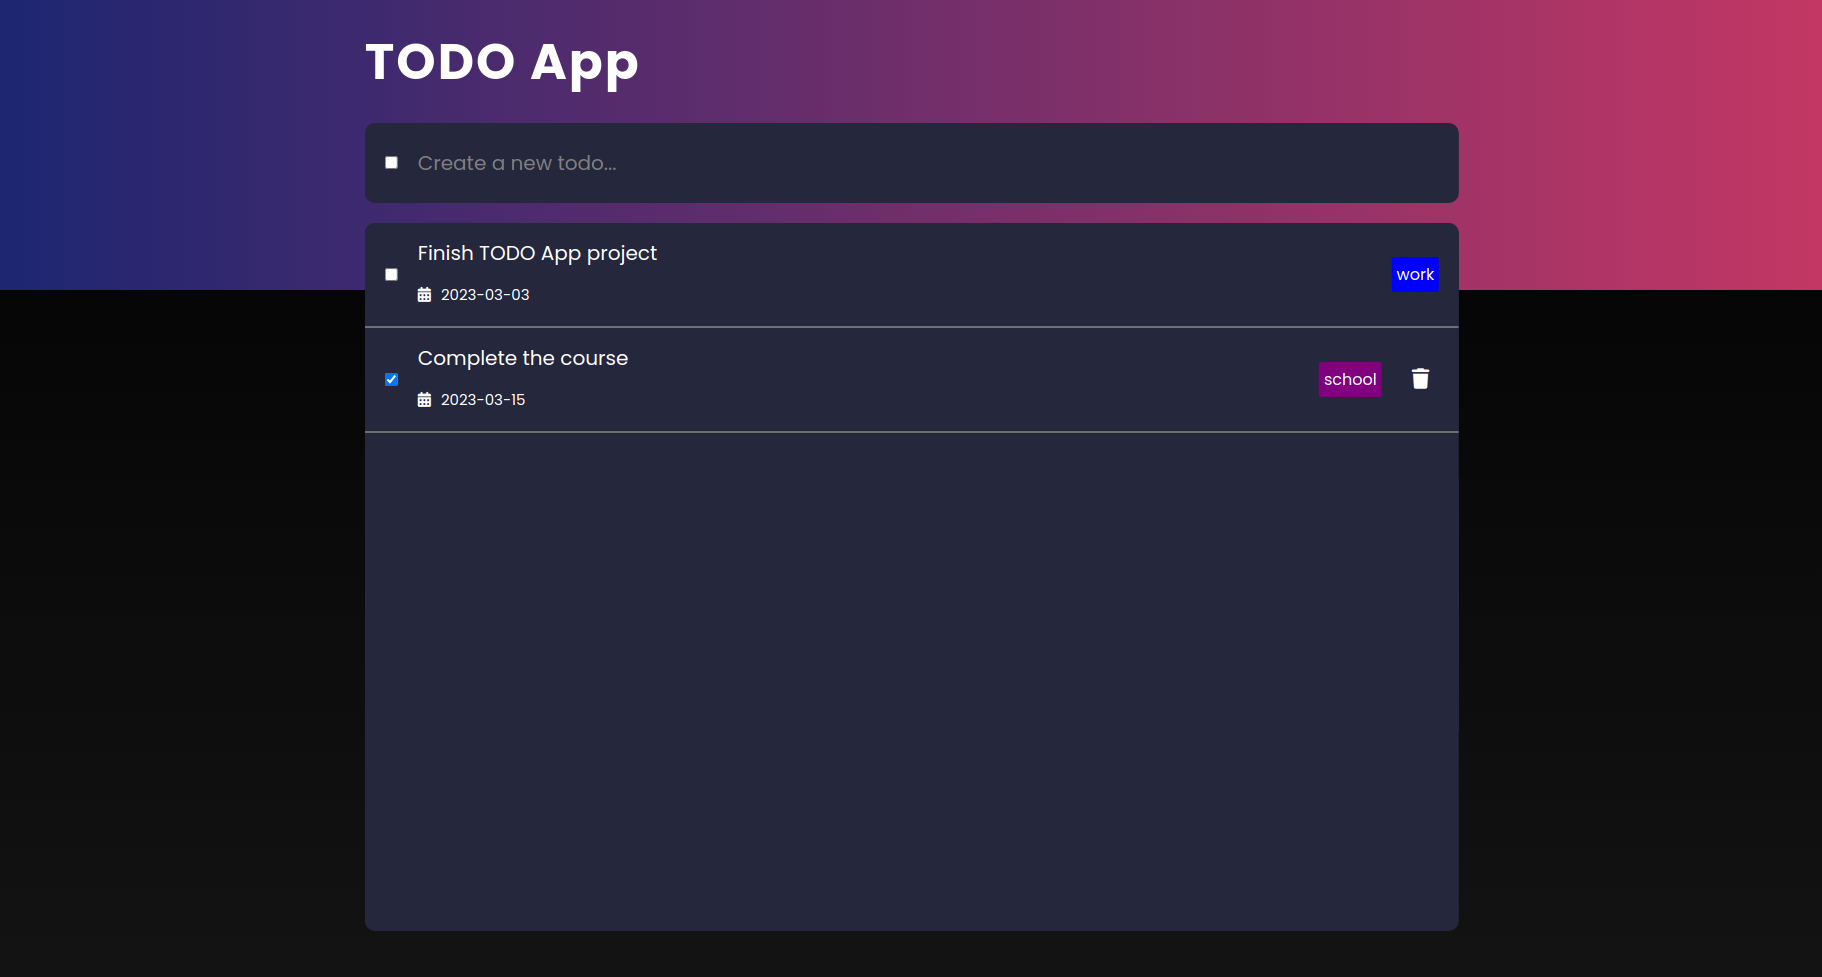 TODO App
Create a new todo...
Finish TODO App project
work
2023-03-03
Complete the course
school
2023-03-15